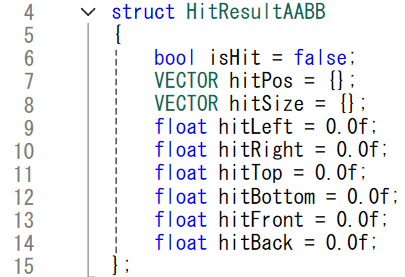 4 struct HitResultAABB
5 {
6 bool isHit = false;
7 VECTOR hitPos = {};
8 VECTOR hitSize = {};
9 float hitLeft = 0.0f;
10 float hitRight = 0.0f;
11 float hitTop = 0.0f;
12 float hitBottom = 0.0f;
13 float hitFront = 0.0f;
14 float hitBack = 0.0f;
15 };